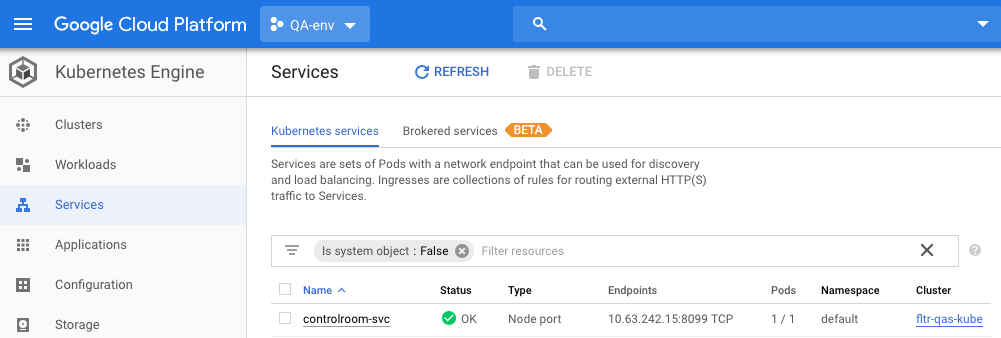 Google Cloud Platform QA-env
Kubernetes Engine
Services REFRESH DELETE
Clusters
Workloads
Services
Applications
Configuration
Storage
Kubernetes services Brokered services BETA
Services are sets of Pods with a network endpoint that can be used for discovery
and load balancing. Ingresses are collections of rules for routing external HTTP(S)
traffic to Services.
Is system object : False Filter resources
Name Status Type Endpoints Pods Namespace Cluster
controlroom-svc OK Node port 10.63.242.15:8099 TCP 1 / 1 default fltr-qas-kube